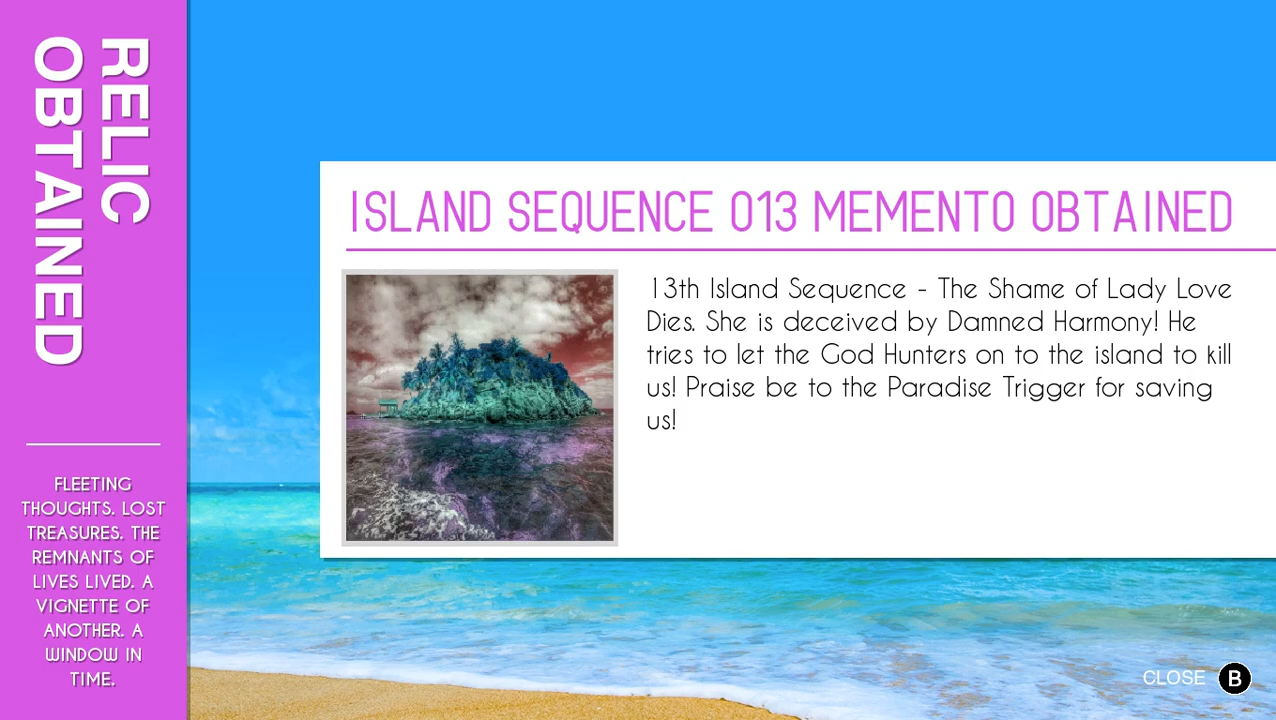 RELIC
OBTAINED
FLEETING
THOUGHTS. LOST
TREASURES. THE
REMNANTS OF
LIVES LIVED. A
VIGNETTE OF
ANOTHER. A
WINDOW IN
TIME.
ISLAND SEQUENCE 013 MEMENTO OBTAINED
13th Island Sequence - The Shame of Lady Love
Dies. She is deceived by Damned Harmony! He
tries to let the God Hunters on to the island to kill
us! Praise be to the Paradise Trigger for saving
us!
CLOSE B